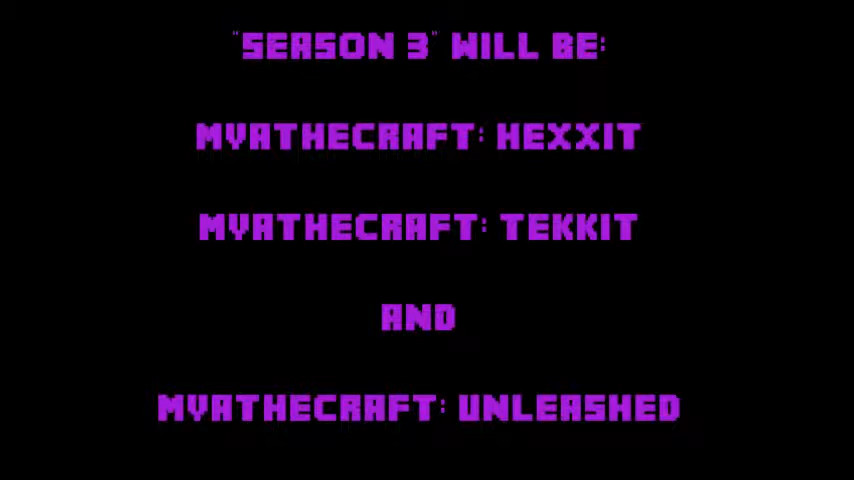 "SEASON 3" WILL BE:
MVATHECRAFT: HEXXIT
MVATHECRAFT: TEKKIT
AND
MVATHECRAFT: UNLEASHED